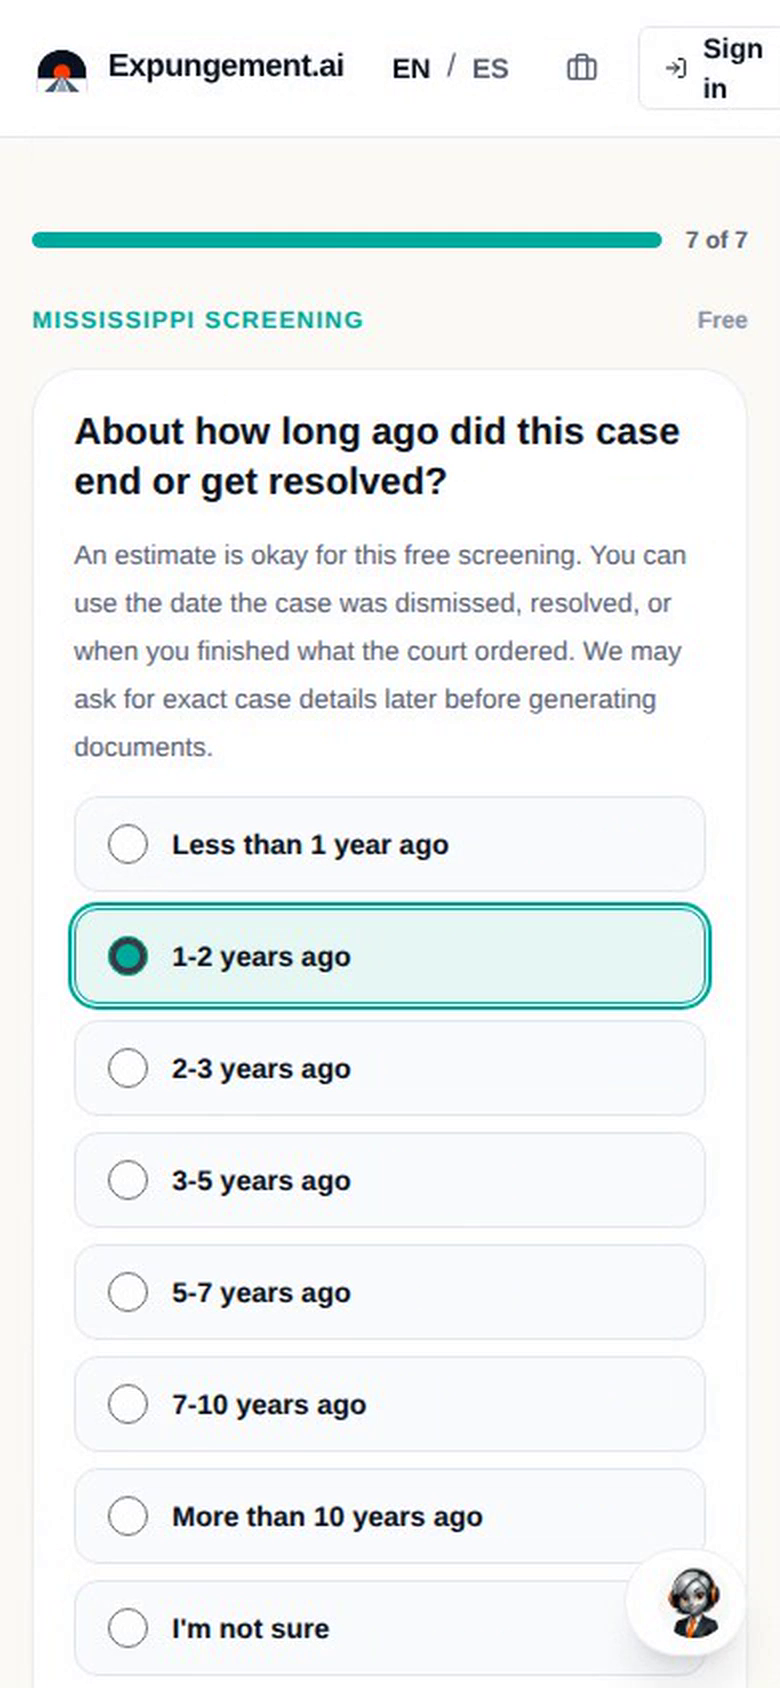 Expungement.ai EN / ES Sign in
7 of 7
MISSISSIPPI SCREENING Free
About how long ago did this case
end or get resolved?
An estimate is okay for this free screening. You can
use the date the case was dismissed, resolved, or
when you finished what the court ordered. We may
ask for exact case details later before generating
documents.
Less than 1 year ago
1-2 years ago
2-3 years ago
3-5 years ago
5-7 years ago
7-10 years ago
More than 10 years ago
I'm not sure